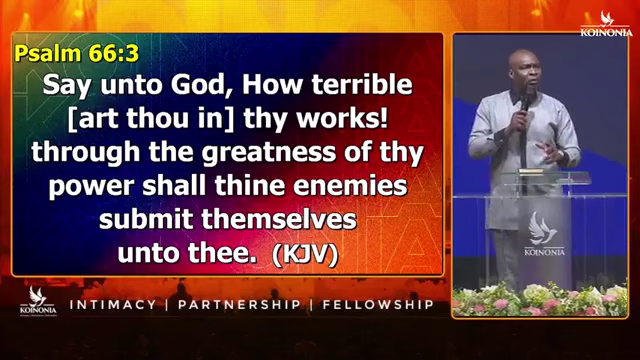 Psalm 66:3
Say unto God, How terrible
[art thou in] thy works!
through the greatness of thy
power shall thine enemies
submit themselves
unto thee. (KJV)
KOINONIA
KOINONIA
KOINONIA
INTIMACY | PARTNERSHIP | FELLOWSHIP